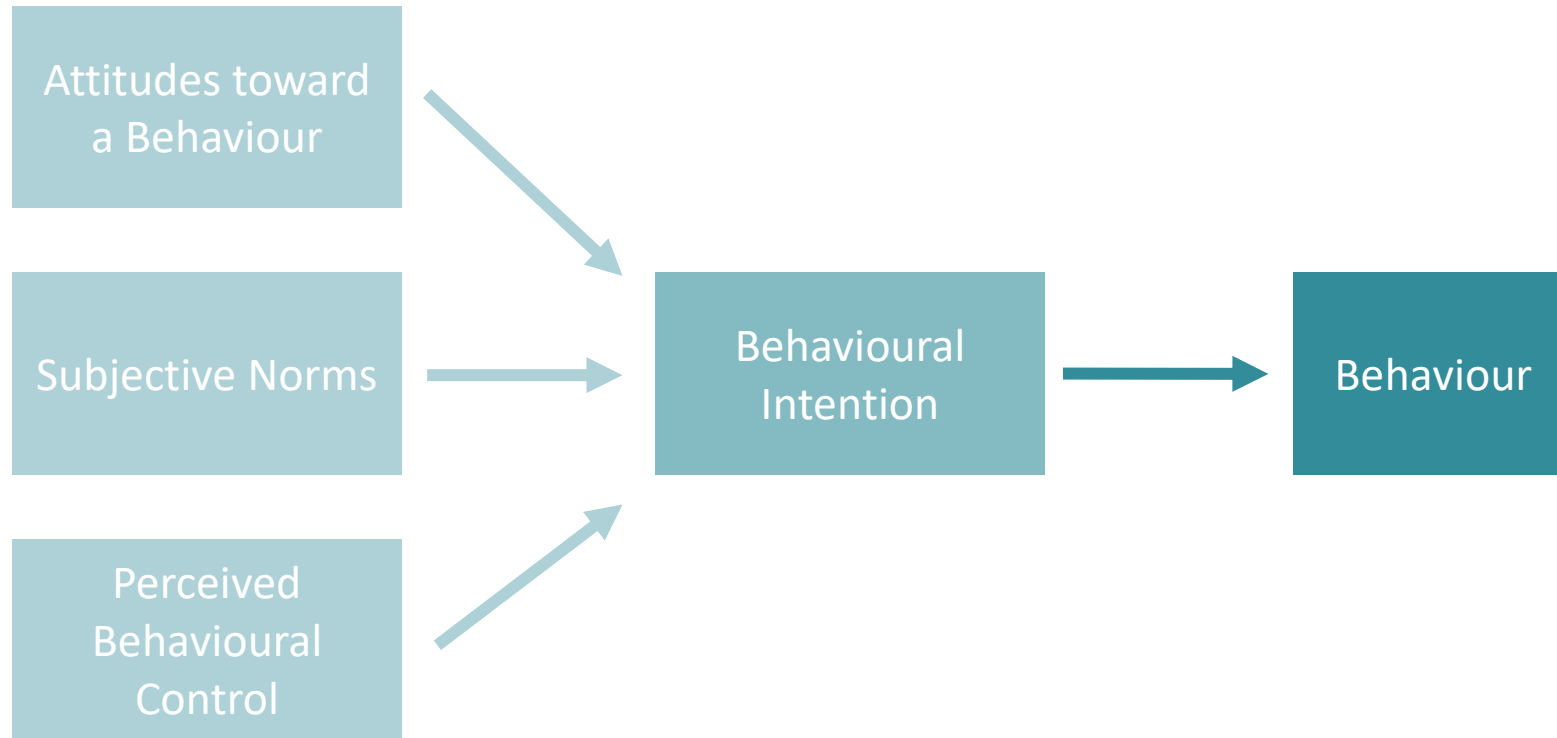 Attitudes toward
a Behaviour
Subjective Norms
Perceived
Behavioural
Control
Behavioural
Intention
Behaviour